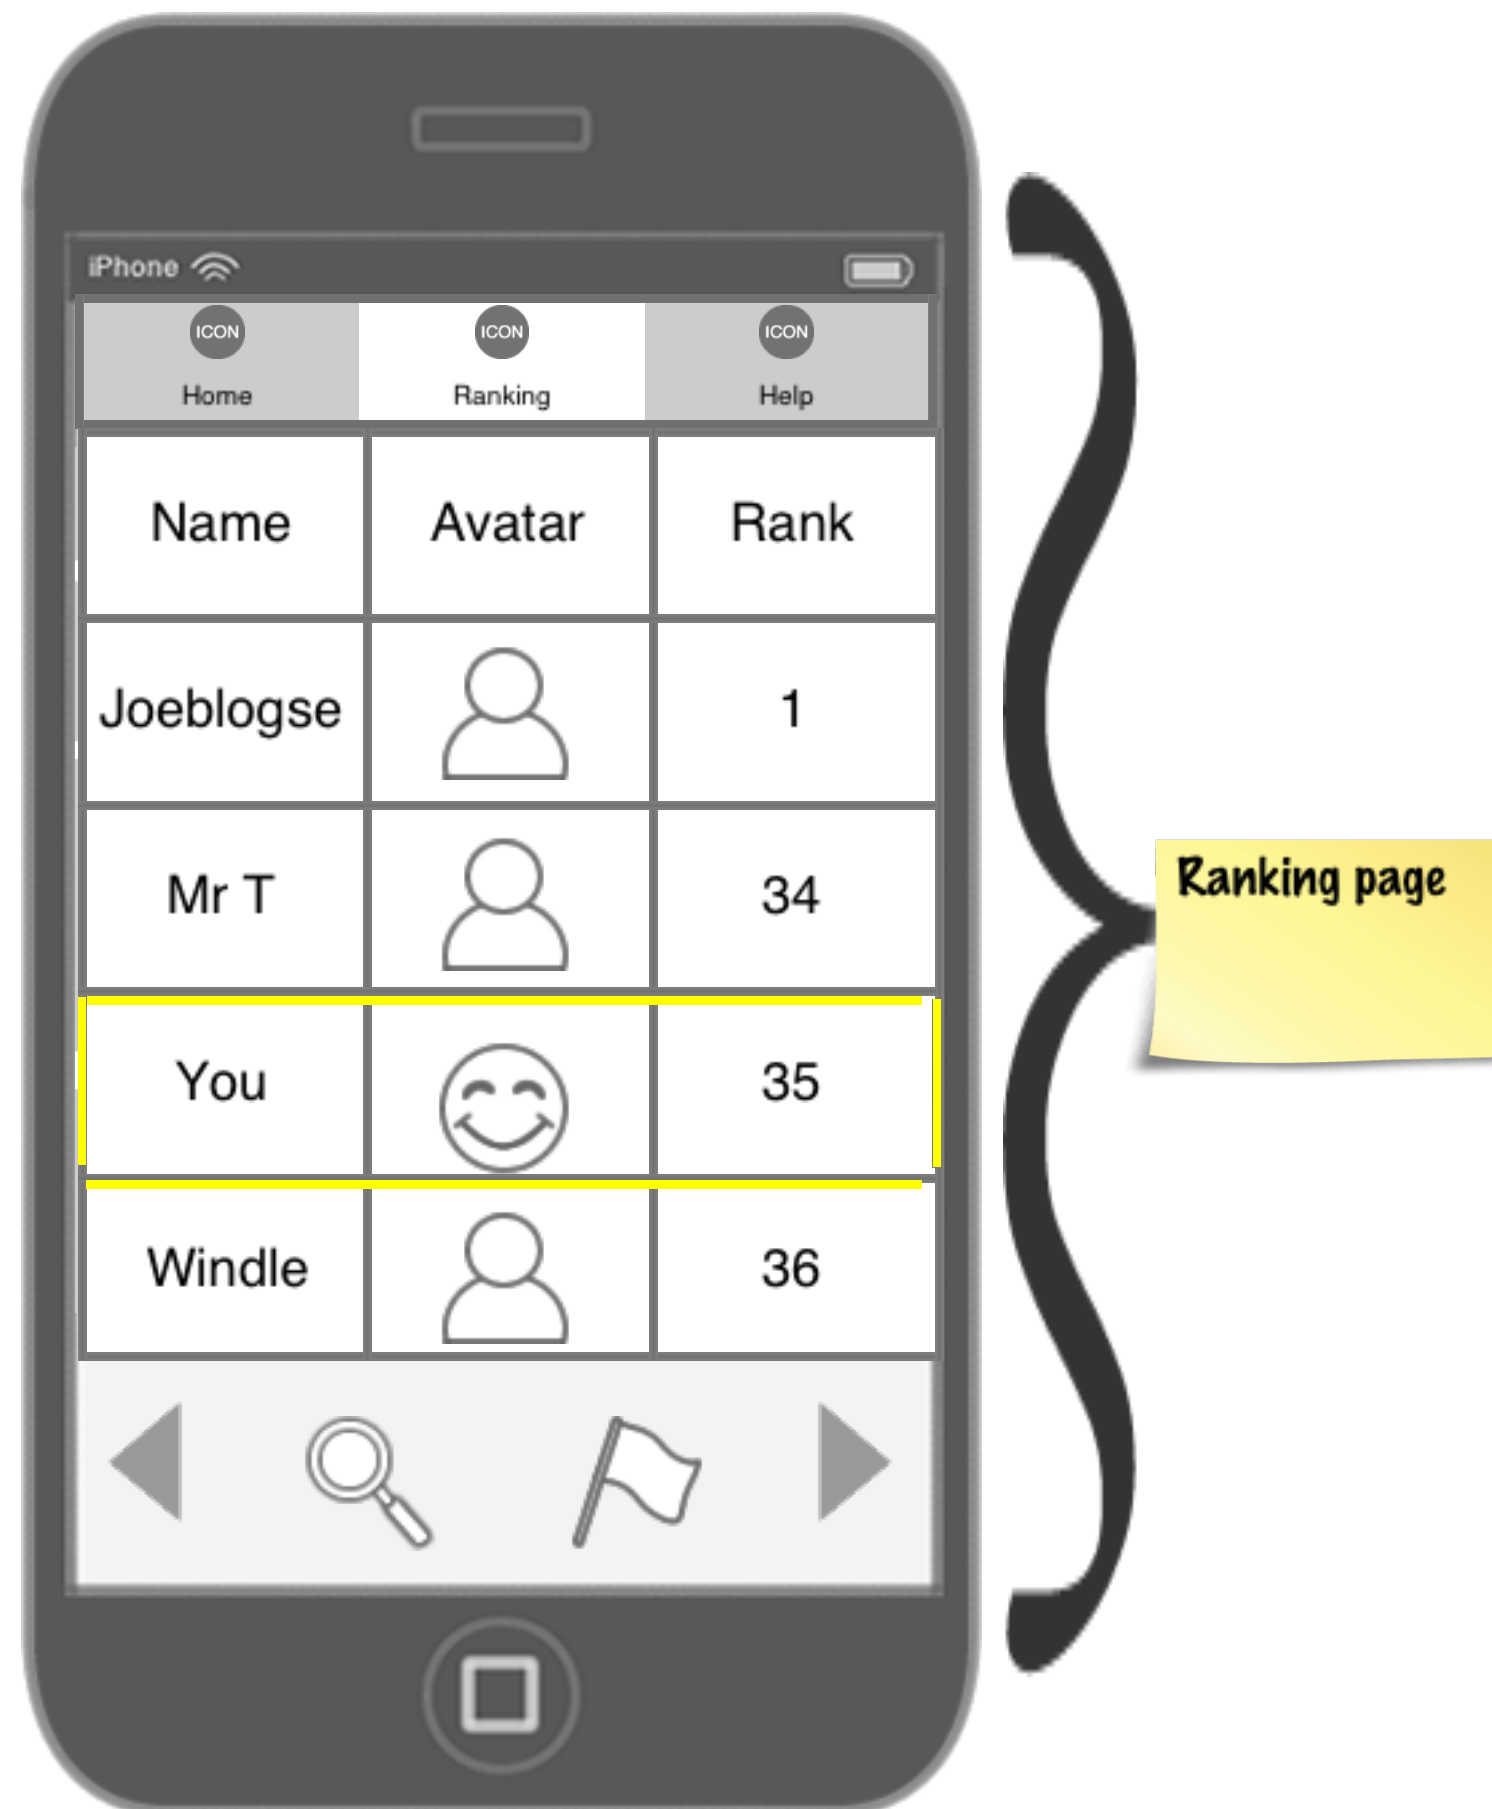 iPhone
ICON ICON ICON
Home Ranking Help
Name Avatar Rank
Joeblogse 1
Mr T 34
You 35
Windle 36
Ranking page